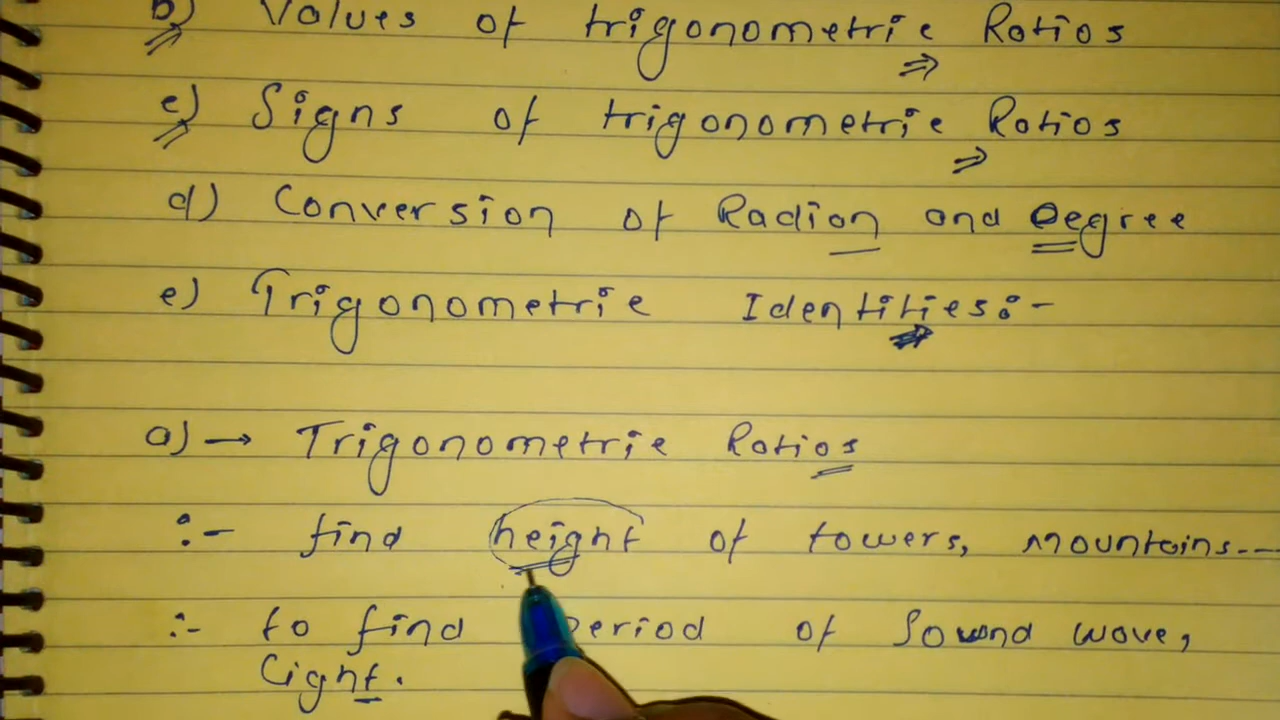 b) Values of trigonometric Ratios
c) Signs of trigonometric Ratios
d) Conversion of Radian and Degree
e) Trigonometric Identities:-
a) → Trigonometric Ratios
:- find height of towers, mountains---
:- to find period of Sound wave,
Light.